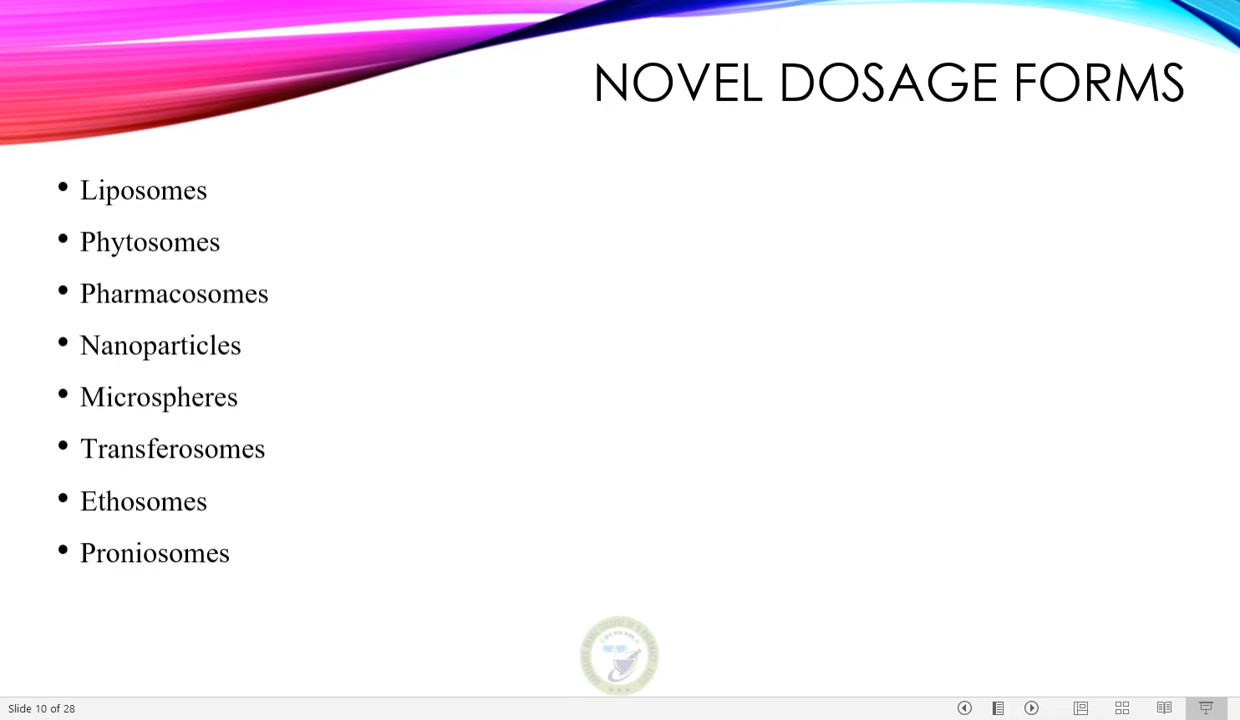 NOVEL DOSAGE FORMS
• Liposomes
• Phytosomes
• Pharmacosomes
• Nanoparticles
• Microspheres
• Transferosomes
• Ethosomes
• Proniosomes
Slide 10 of 28